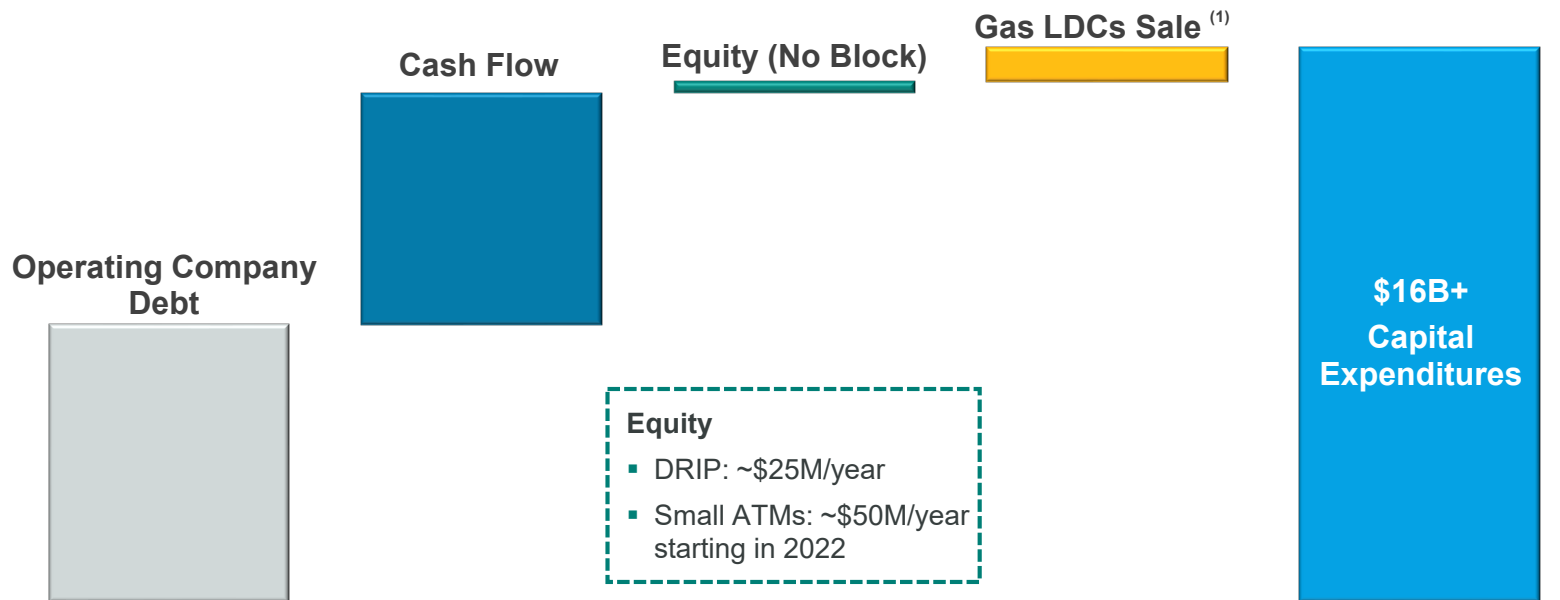 Operating Company
Debt
Cash Flow
Equity (No Block)
Gas LDCs Sale (1)
$16B+
Capital
Expenditures
Equity
▪ DRIP: ~$25M/year
▪ Small ATMs: ~$50M/year
starting in 2022